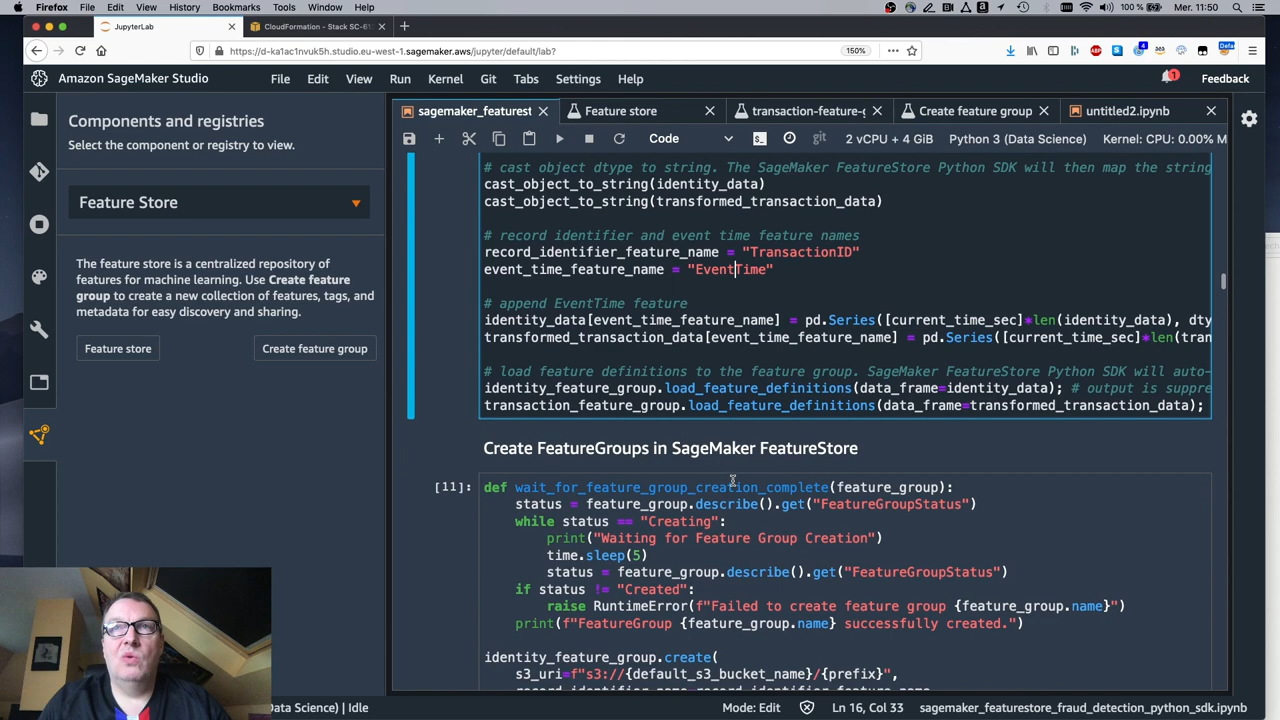 Firefox File Edit View History Bookmarks Tools Window Help 100 % Mer. 11:50
JupyterLab
CloudFormation - Stack SC-61
https://d-ka1ac1nvuk5h.studio.eu-west-1.sagemaker.aws/jupyter/default/lab?
150%
Amazon SageMaker Studio
File Edit View Run Kernel Git Tabs Settings Help
1
Feedback
Components and registries
Select the component or registry to view.
Feature Store
The feature store is a centralized repository of
features for machine learning. Use Create feature
group to create a new collection of features, tags, and
metadata for easy discovery and sharing.
Feature store
Create feature group
sagemaker_featurest
Feature store
transaction-feature-g
Create feature group
untitled2.ipynb
Code
git
2 vCPU + 4 GiB
Python 3 (Data Science)
Kernel: CPU: 0.00% M
# cast object dtype to string. The SageMaker FeatureStore Python SDK will then map the string
cast_object_to_string(identity_data)
cast_object_to_string(transformed_transaction_data)
# record identifier and event time feature names
record_identifier_feature_name = "TransactionID"
event_time_feature_name = "EventTime"
# append EventTime feature
identity_data[event_time_feature_name] = pd.Series([current_time_sec]*len(identity_data), dty
transformed_transaction_data[event_time_feature_name] = pd.Series([current_time_sec]*len(tran
# load feature definitions to the feature group. SageMaker FeatureStore Python SDK will auto-
identity_feature_group.load_feature_definitions(data_frame=identity_data); # output is suppre
transaction_feature_group.load_feature_definitions(data_frame=transformed_transaction_data);
Create FeatureGroups in SageMaker FeatureStore
[11]:
def wait_for_feature_group_creation_complete(feature_group):
status = feature_group.describe().get("FeatureGroupStatus")
while status == "Creating":
print("Waiting for Feature Group Creation")
time.sleep(5)
status = feature_group.describe().get("FeatureGroupStatus")
if status != "Created":
raise RuntimeError(f"Failed to create feature group {feature_group.name}")
print(f"FeatureGroup {feature_group.name} successfully created.")
identity_feature_group.create(
s3_uri=f"s3://{default_s3_bucket_name}/{prefix}",
Data Science) | Idle
Mode: Edit
Ln 16, Col 33
sagemaker_featurestore_fraud_detection_python_sdk.ipynb